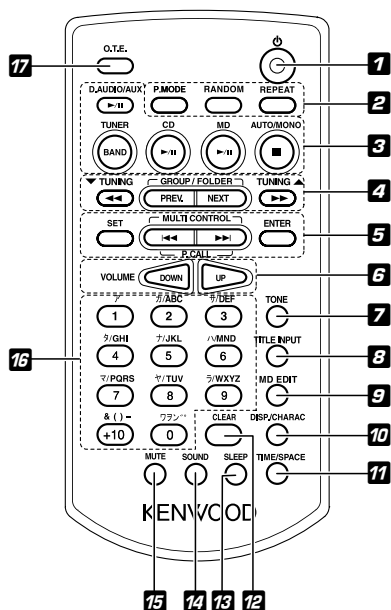 O.T.E.
17
1
D.AUDIO/AUX P.MODE RANDOM REPEAT
2
►/II
TUNER CD MD AUTO/MONO
BAND ►/II ►/II ■
3
▼ TUNING GROUP / FOLDER TUNING ▲
◄◄ PREV. NEXT ►►
4
SET MULTI CONTROL ENTER
I◄◄ ►►I
5
P.CALL
VOLUME DOWN UP
6
ア カ/ABC サ/DEF TONE
1 2 3
7
16
タ/GHI ナ/JKL ハ/MNO TITLE INPUT
4 5 6
8
マ/PQRS ヤ/TUV ラ/WXYZ MD EDIT
7 8 9
9
& ( ) – ワヲン゛゜ CLEAR DISP./CHARAC
+10 0
10
MUTE SOUND SLEEP TIME/SPACE
11
KENWOOD
15 14 13 12